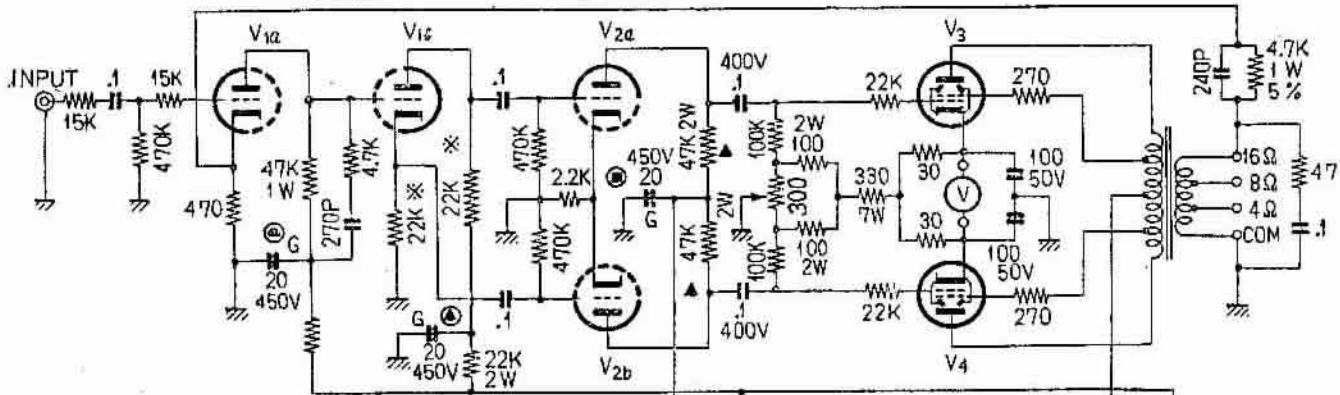 V1a
V1b
V2a
V3
400V
.1
240P
4.7K
1W
5%
.INPUT
15K
.1
15K
470K
470
47K
1W
4.7K
270P
P
G
20
450V
※
22K
※
22K
.1
470K
2.2K
470K
.1
G
20
450V
22K
2W
V2b
450V
20
G
47K 2W
▲
2W
47K
▲
.1
400V
100K
2W
100
300
100
2W
100K
330
7W
22K
30
V
30
100
50V
100
50V
22K
270
270
V4
16Ω
8Ω
4Ω
COM
47
.1